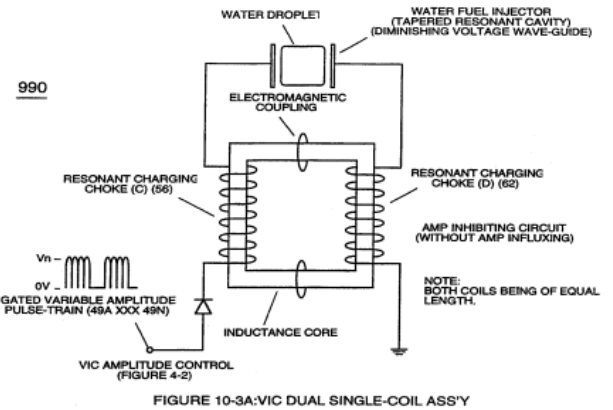 WATER DROPLET
WATER FUEL INJECTOR
(TAPERED RESONANT CAVITY)
(DIMINISHING VOLTAGE WAVE-GUIDE)
990
ELECTROMAGNETIC
COUPLING
RESONANT CHARGING
CHOKE (C) (56)
RESONANT CHARGING
CHOKE (D) (62)
AMP INHIBITING CIRCUIT
(WITHOUT AMP INFLUXING)
Vn
0V
GATED VARIABLE AMPLITUDE
PULSE-TRAIN (49A XXX 49N)
NOTE:
BOTH COILS BEING OF EQUAL
LENGTH.
INDUCTANCE CORE
VIC AMPLITUDE CONTROL
(FIGURE 4-2)
FIGURE 10-3A:VIC DUAL SINGLE-COIL ASS'Y